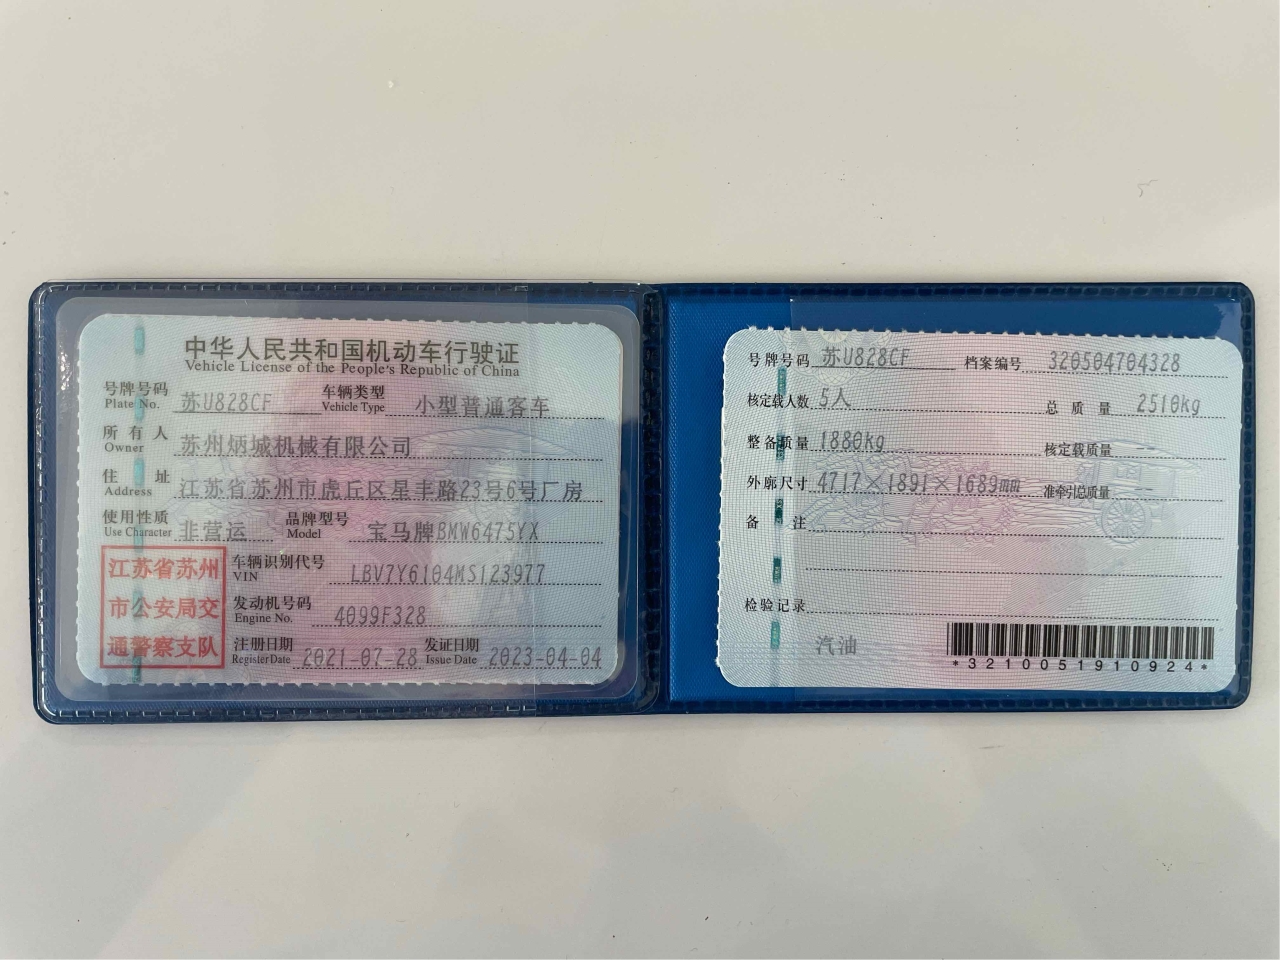 中华人民共和国机动车行驶证
Vehicle License of the People's Republic of China
号牌号码 Plate No. 苏U828CF 车辆类型 Vehicle Type 小型普通客车
所有人 Owner 苏州炳城机械有限公司
住址 Address 江苏省苏州市虎丘区星丰路23号6号厂房
使用性质 Use Character 非营运 品牌型号 Model 宝马牌BMW6475YX
车辆识别代号 VIN LBV7Y6104MS123977
发动机号码 Engine No. 4099F328
注册日期 Register Date 2021-07-28 发证日期 Issue Date 2023-04-04
江苏省苏州
市公安局交
通警察支队
号牌号码 苏U828CF 档案编号 320504704328
核定载人数 5人 总质量 2510kg
整备质量 1880kg 核定载质量 --
外廓尺寸 4717×1891×1689mm 准牵引总质量 --
备注
检验记录
汽油
*3210051910924*